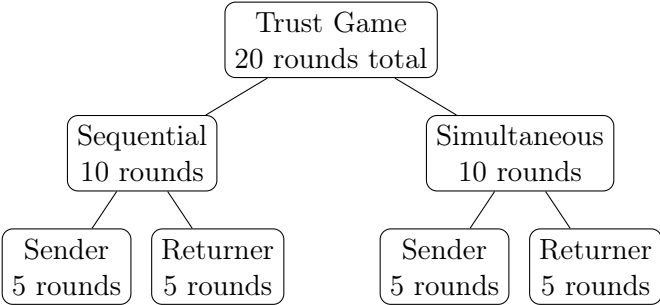 Trust Game
20 rounds total
Sequential
10 rounds
Simultaneous
10 rounds
Sender
5 rounds
Returner
5 rounds
Sender
5 rounds
Returner
5 rounds